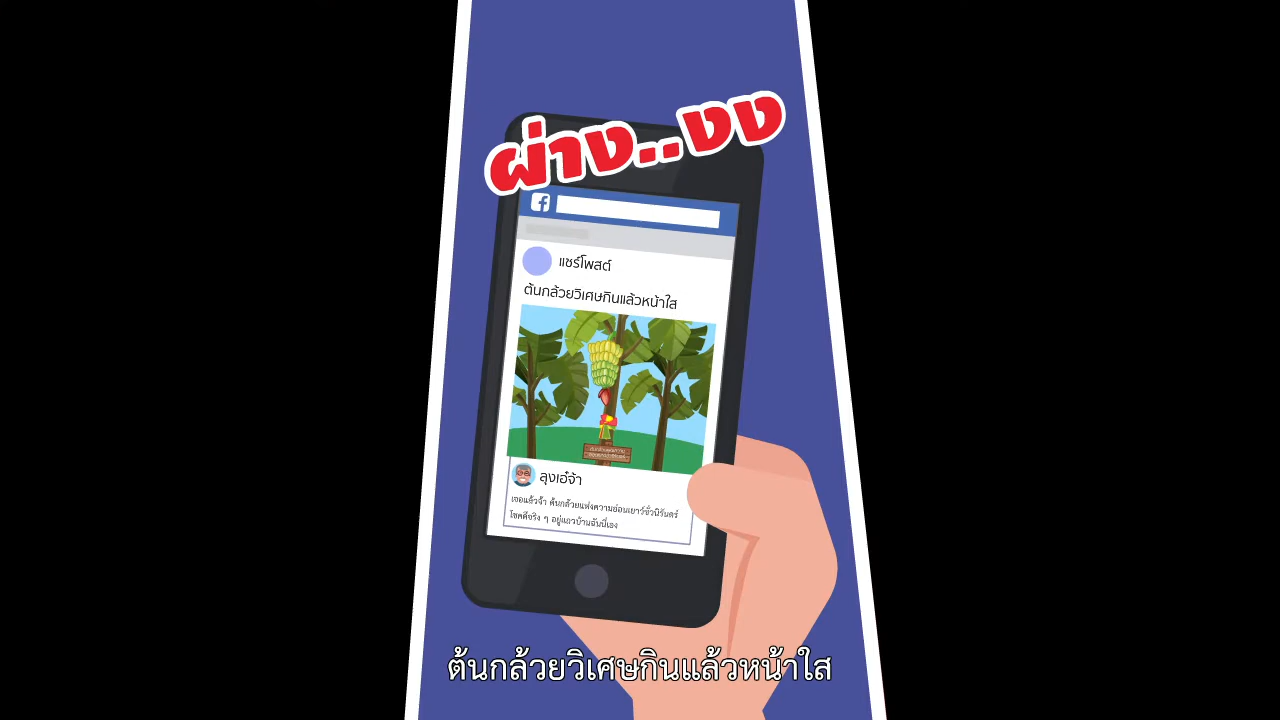 ผ่าง..งง
แชร์โพสต์
ต้นกล้วยวิเศษกินแล้วหน้าใส
ลุงเอ๋จ้า
เจอแล้วจ้า ต้นกล้วยแห่งความอ่อนเยาว์ชั่วนิรันดร์
โชคดีจริง ๆ อยู่แถวบ้านฉันนี่เอง
ต้นกล้วยวิเศษกินแล้วหน้าใส